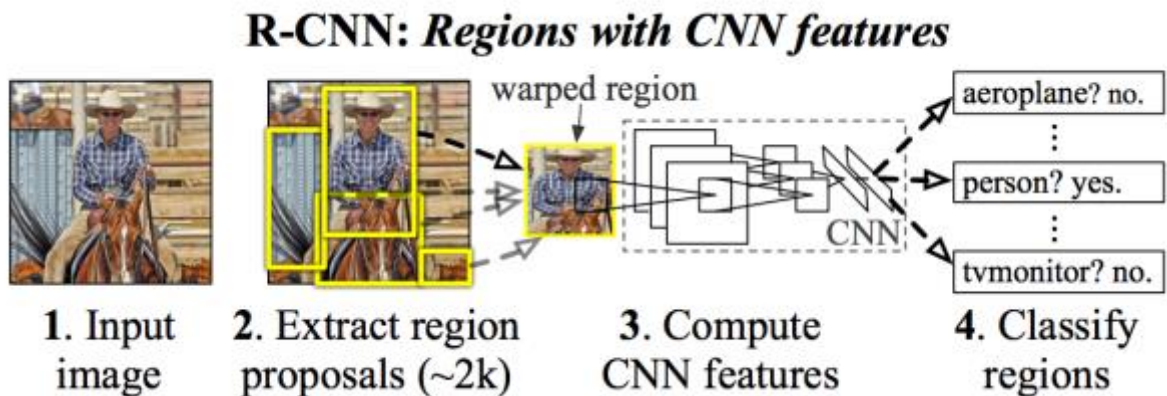 R-CNN: Regions with CNN features
warped region
aeroplane? no.
person? yes.
tvmonitor? no.
CNN
1. Input
image
2. Extract region
proposals (~2k)
3. Compute
CNN features
4. Classify
regions